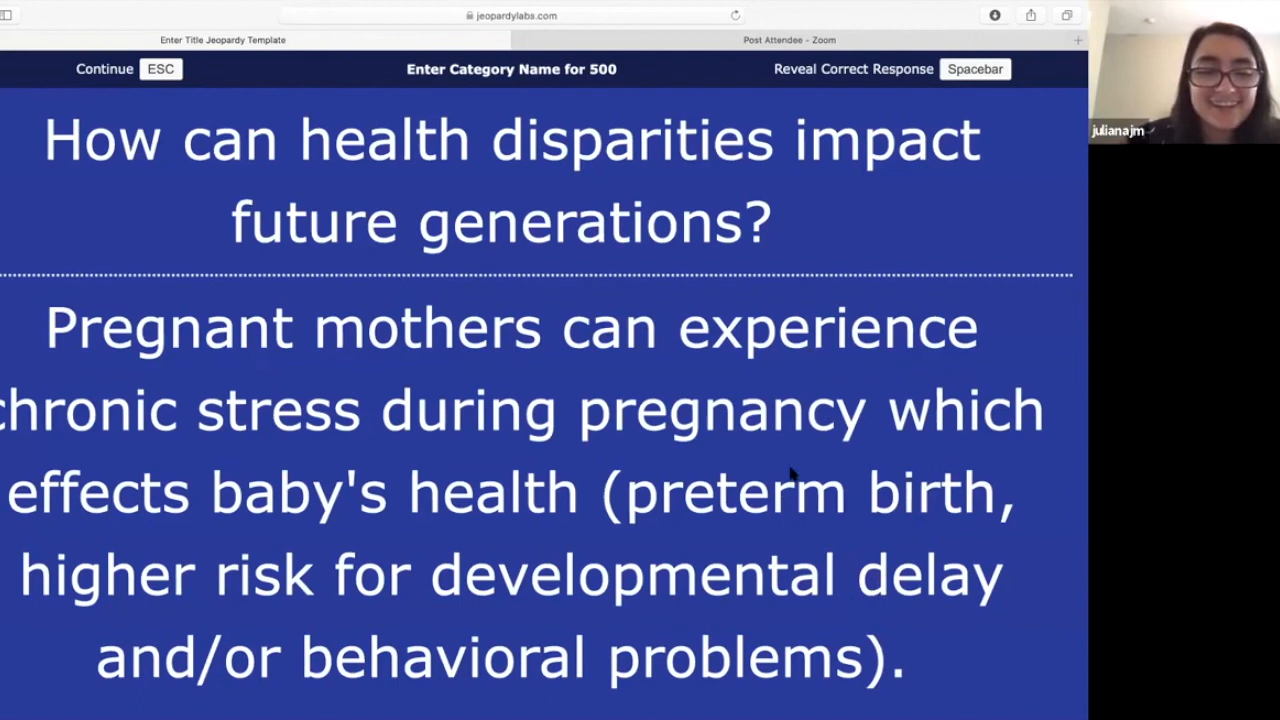 jeopardylabs.com
Enter Title Jeopardy Template
Post Attendee - Zoom
Continue ESC
Enter Category Name for 500
Reveal Correct Response Spacebar
julianajm
How can health disparities impact
future generations?
Pregnant mothers can experience
chronic stress during pregnancy which
effects baby's health (preterm birth,
higher risk for developmental delay
and/or behavioral problems).